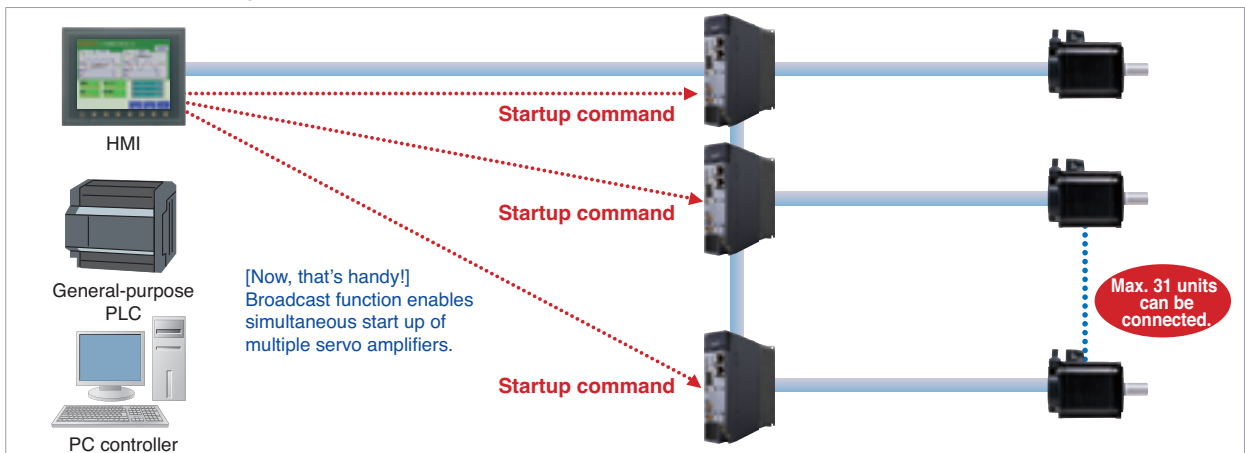 Startup command
HMI
Startup command
General-purpose
PLC
[Now, that's handy!]
Broadcast function enables
simultaneous start up of
multiple servo amplifiers.
Max. 31 units
can be
connected.
Startup command
PC controller